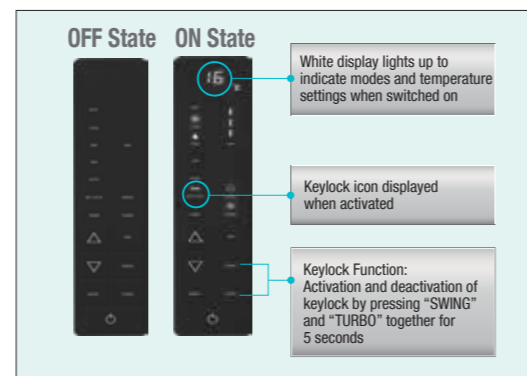 OFF State
ON State
16
White display lights up to
indicate modes and temperature
settings when switched on
Keylock icon displayed
when activated
Keylock Function:
Activation and deactivation of
keylock by pressing “SWING”
and “TURBO” together for
5 seconds